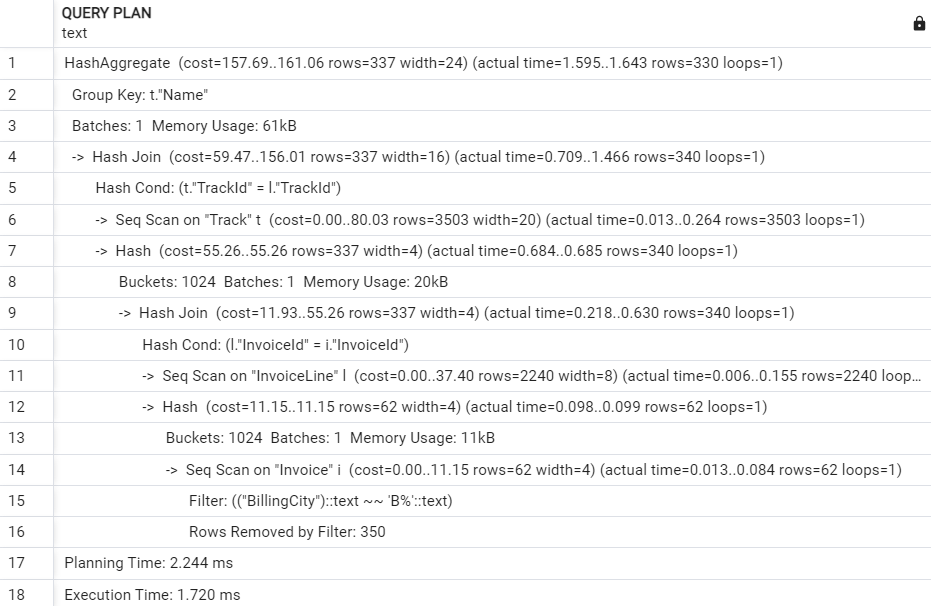 QUERY PLAN
text
1 HashAggregate (cost=157.69..161.06 rows=337 width=24) (actual time=1.595..1.643 rows=330 loops=1)
2 Group Key: t."Name"
3 Batches: 1 Memory Usage: 61kB
4 -> Hash Join (cost=59.47..156.01 rows=337 width=16) (actual time=0.709..1.466 rows=340 loops=1)
5 Hash Cond: (t."TrackId" = l."TrackId")
6 -> Seq Scan on "Track" t (cost=0.00..80.03 rows=3503 width=20) (actual time=0.013..0.264 rows=3503 loops=1)
7 -> Hash (cost=55.26..55.26 rows=337 width=4) (actual time=0.684..0.685 rows=340 loops=1)
8 Buckets: 1024 Batches: 1 Memory Usage: 20kB
9 -> Hash Join (cost=11.93..55.26 rows=337 width=4) (actual time=0.218..0.630 rows=340 loops=1)
10 Hash Cond: (l."InvoiceId" = i."InvoiceId")
11 -> Seq Scan on "InvoiceLine" l (cost=0.00..37.40 rows=2240 width=8) (actual time=0.006..0.155 rows=2240 loop...
12 -> Hash (cost=11.15..11.15 rows=62 width=4) (actual time=0.098..0.099 rows=62 loops=1)
13 Buckets: 1024 Batches: 1 Memory Usage: 11kB
14 -> Seq Scan on "Invoice" i (cost=0.00..11.15 rows=62 width=4) (actual time=0.013..0.084 rows=62 loops=1)
15 Filter: (("BillingCity")::text ~~ 'B%'::text)
16 Rows Removed by Filter: 350
17 Planning Time: 2.244 ms
18 Execution Time: 1.720 ms